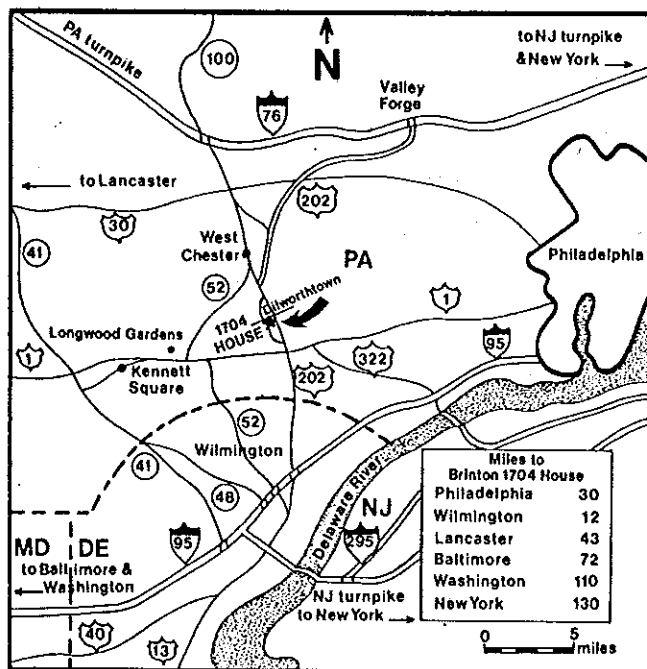 PA turnpike
100
N
to NJ turnpike
& New York
Valley
Forge
76
to Lancaster
30
202
41
West
Chester
PA
Philadelphia
52
Dilworthtown
1704
HOUSE
1
Longwood Gardens
1
Kennett
Square
95
322
202
52
Wilmington
41
48
Delaware River
NJ
295
95
MD
DE
to Baltimore &
Washington
NJ turnpike
to New York
40
13
Miles to
Brinton 1704 House
Philadelphia 30
Wilmington 12
Lancaster 43
Baltimore 72
Washington 110
New York 130
0 5
miles